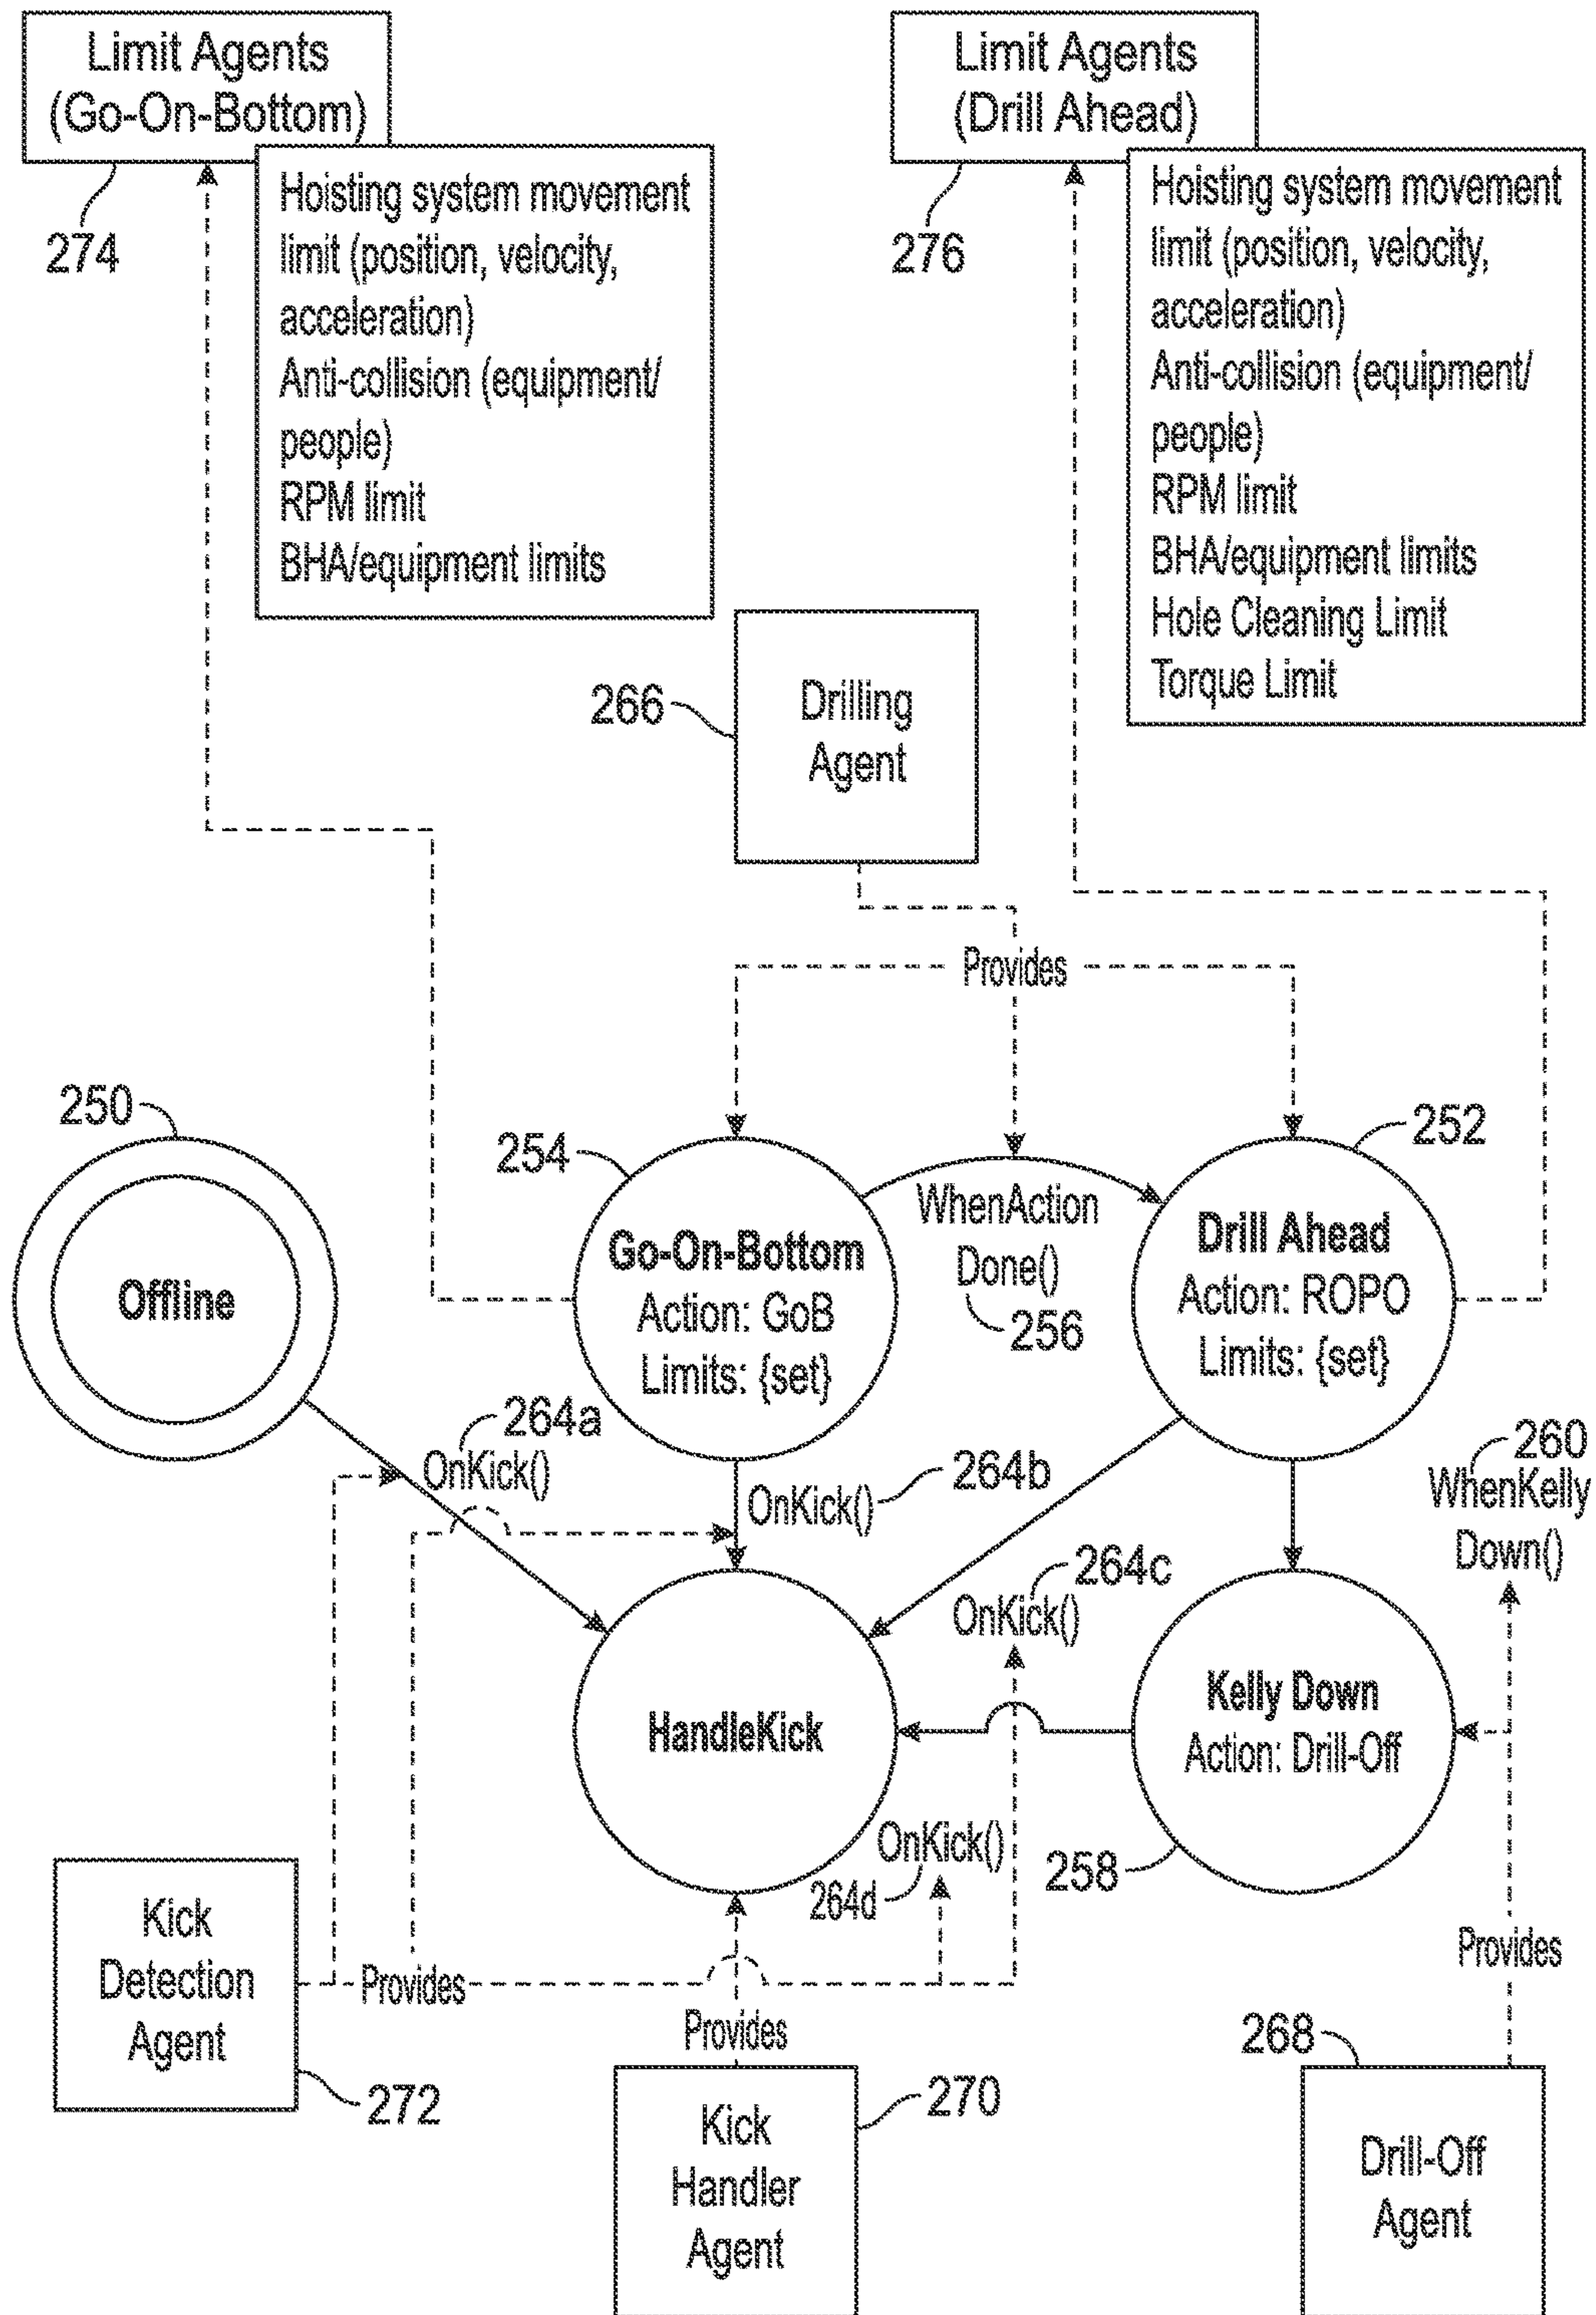 Limit Agents
(Go-On-Bottom)
274
Hoisting system movement
limit (position, velocity,
acceleration)
Anti-collision (equipment/
people)
RPM limit
BHA/equipment limits
Limit Agents
(Drill Ahead)
276
Hoisting system movement
limit (position, velocity,
acceleration)
Anti-collision (equipment/
people)
RPM limit
BHA/equipment limits
Hole Cleaning Limit
Torque Limit
266
Drilling
Agent
Provides
250
Offline
254
Go-On-Bottom
Action: GoB
Limits: {set}
WhenAction
Done()
256
252
Drill Ahead
Action: ROPO
Limits: {set}
264a
OnKick()
OnKick()
264b
260
WhenKelly
Down()
264c
OnKick()
HandleKick
Kelly Down
Action: Drill-Off
258
OnKick()
264d
Kick
Detection
Agent
272
Provides
Provides
Kick
Handler
Agent
270
Provides
268
Drill-Off
Agent